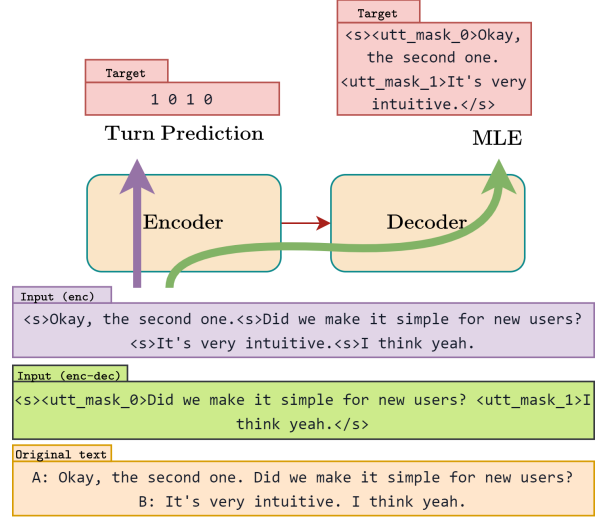 Target
<s><utt_mask_0>Okay,
the second one.
<utt_mask_1>It's very
intuitive.</s>
Target
1 0 1 0
Turn Prediction
MLE
Encoder
Decoder
Input (enc)
<s>Okay, the second one.<s>Did we make it simple for new users?
<s>It's very intuitive.<s>I think yeah.
Input (enc-dec)
<s><utt_mask_0>Did we make it simple for new users? <utt_mask_1>I
think yeah.</s>
Original text
A: Okay, the second one. Did we make it simple for new users?
B: It's very intuitive. I think yeah.